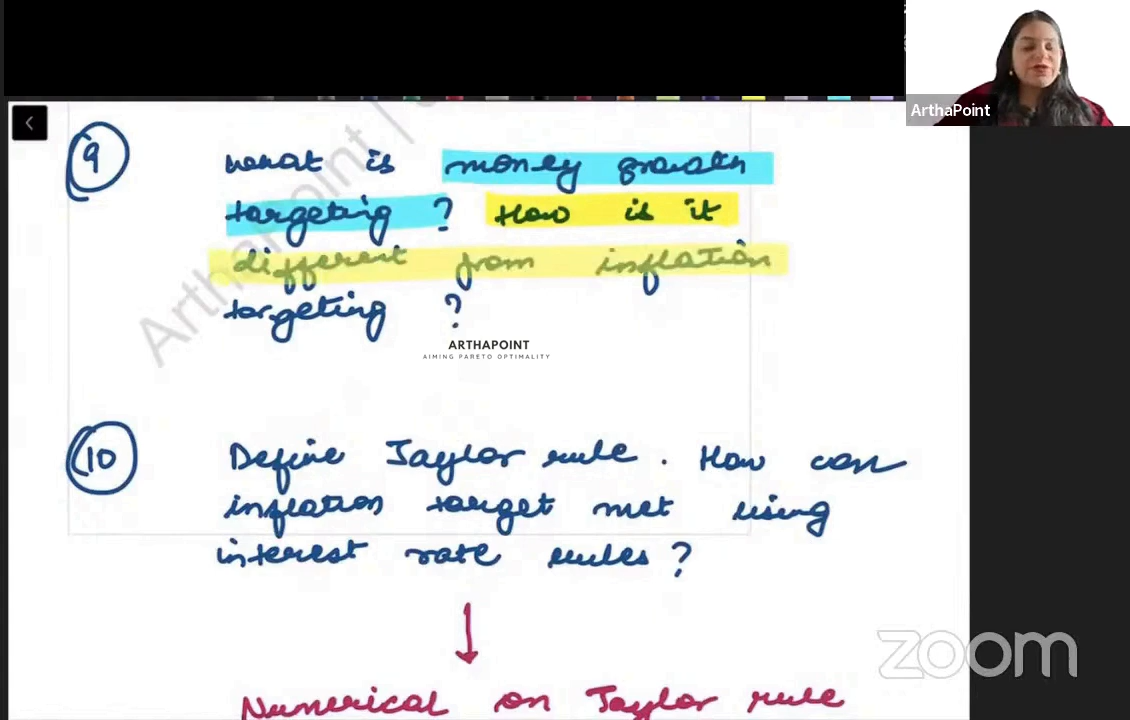 ArthaPoint
9 What is money growth
targeting ? How is it
different from inflation
targeting ?
ARTHAPOINT
AIMING PARETO OPTIMALITY
10 Define Taylor rule. How can
inflation target met using
interest rate rules ?
zoom
Numerical on Taylor rule